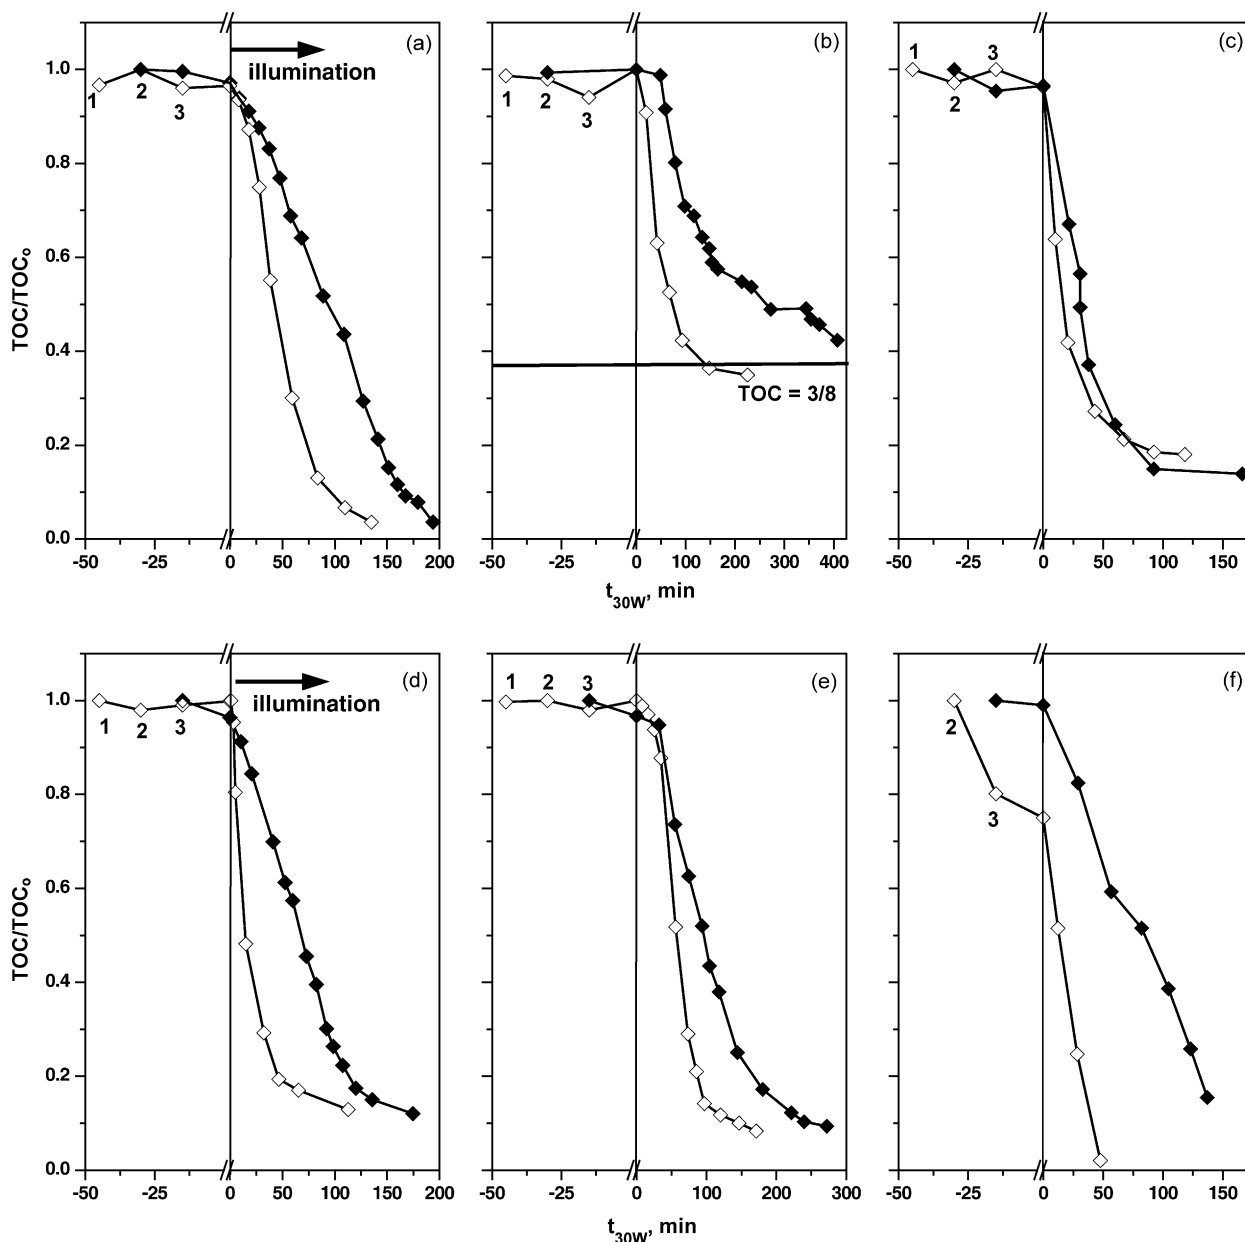 (a)
(b)
(c)
illumination
1.0
0.8
0.6
0.4
0.2
0.0
TOC/TOCₒ
1
2
3
1
2
3
1
2
3
TOC = 3/8
-50 -25 0 50 100 150 200
-50 -25 0 100 200 300 400
-50 -25 0 50 100 150
t₃₀W, min
(d)
(e)
(f)
illumination
1.0
0.8
0.6
0.4
0.2
0.0
TOC/TOCₒ
1
2
3
1
2
3
2
3
-50 -25 0 50 100 150 200
-50 -25 0 100 200 300
-50 -25 0 50 100 150
t₃₀W, min